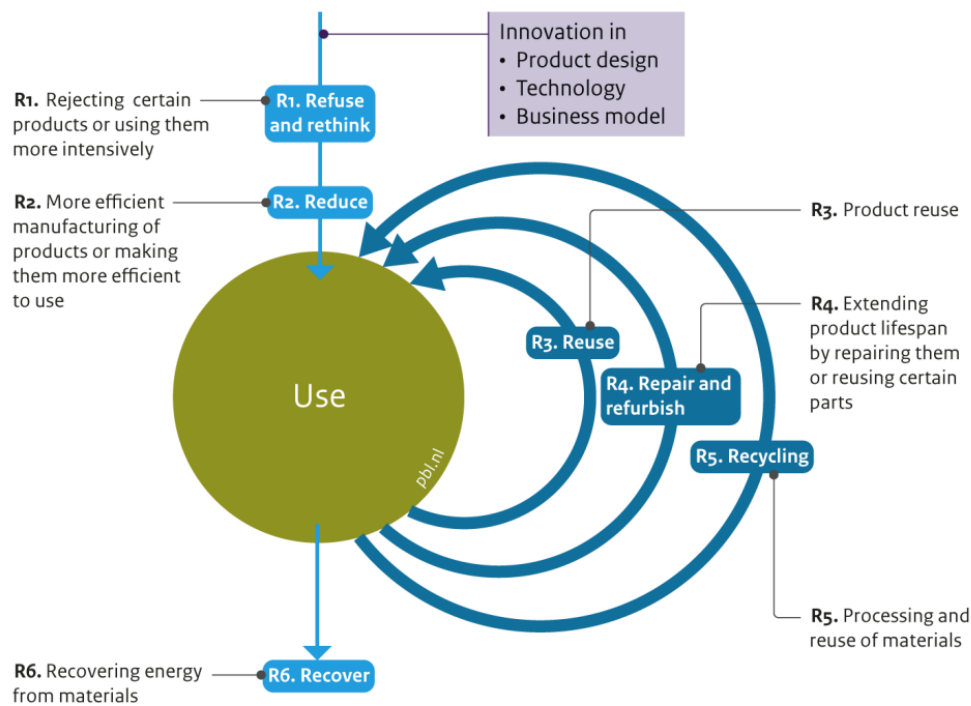 Innovation in
• Product design
• Technology
• Business model
R1. Rejecting certain
products or using them
more intensively
R1. Refuse
and rethink
R2. More efficient
manufacturing of
products or making
them more efficient
to use
R2. Reduce
R3. Product reuse
R3. Reuse
R4. Extending
product lifespan
by repairing them
or reusing certain
parts
R4. Repair and
refurbish
Use
pbl.nl
R5. Recycling
R5. Processing and
reuse of materials
R6. Recovering energy
from materials
R6. Recover